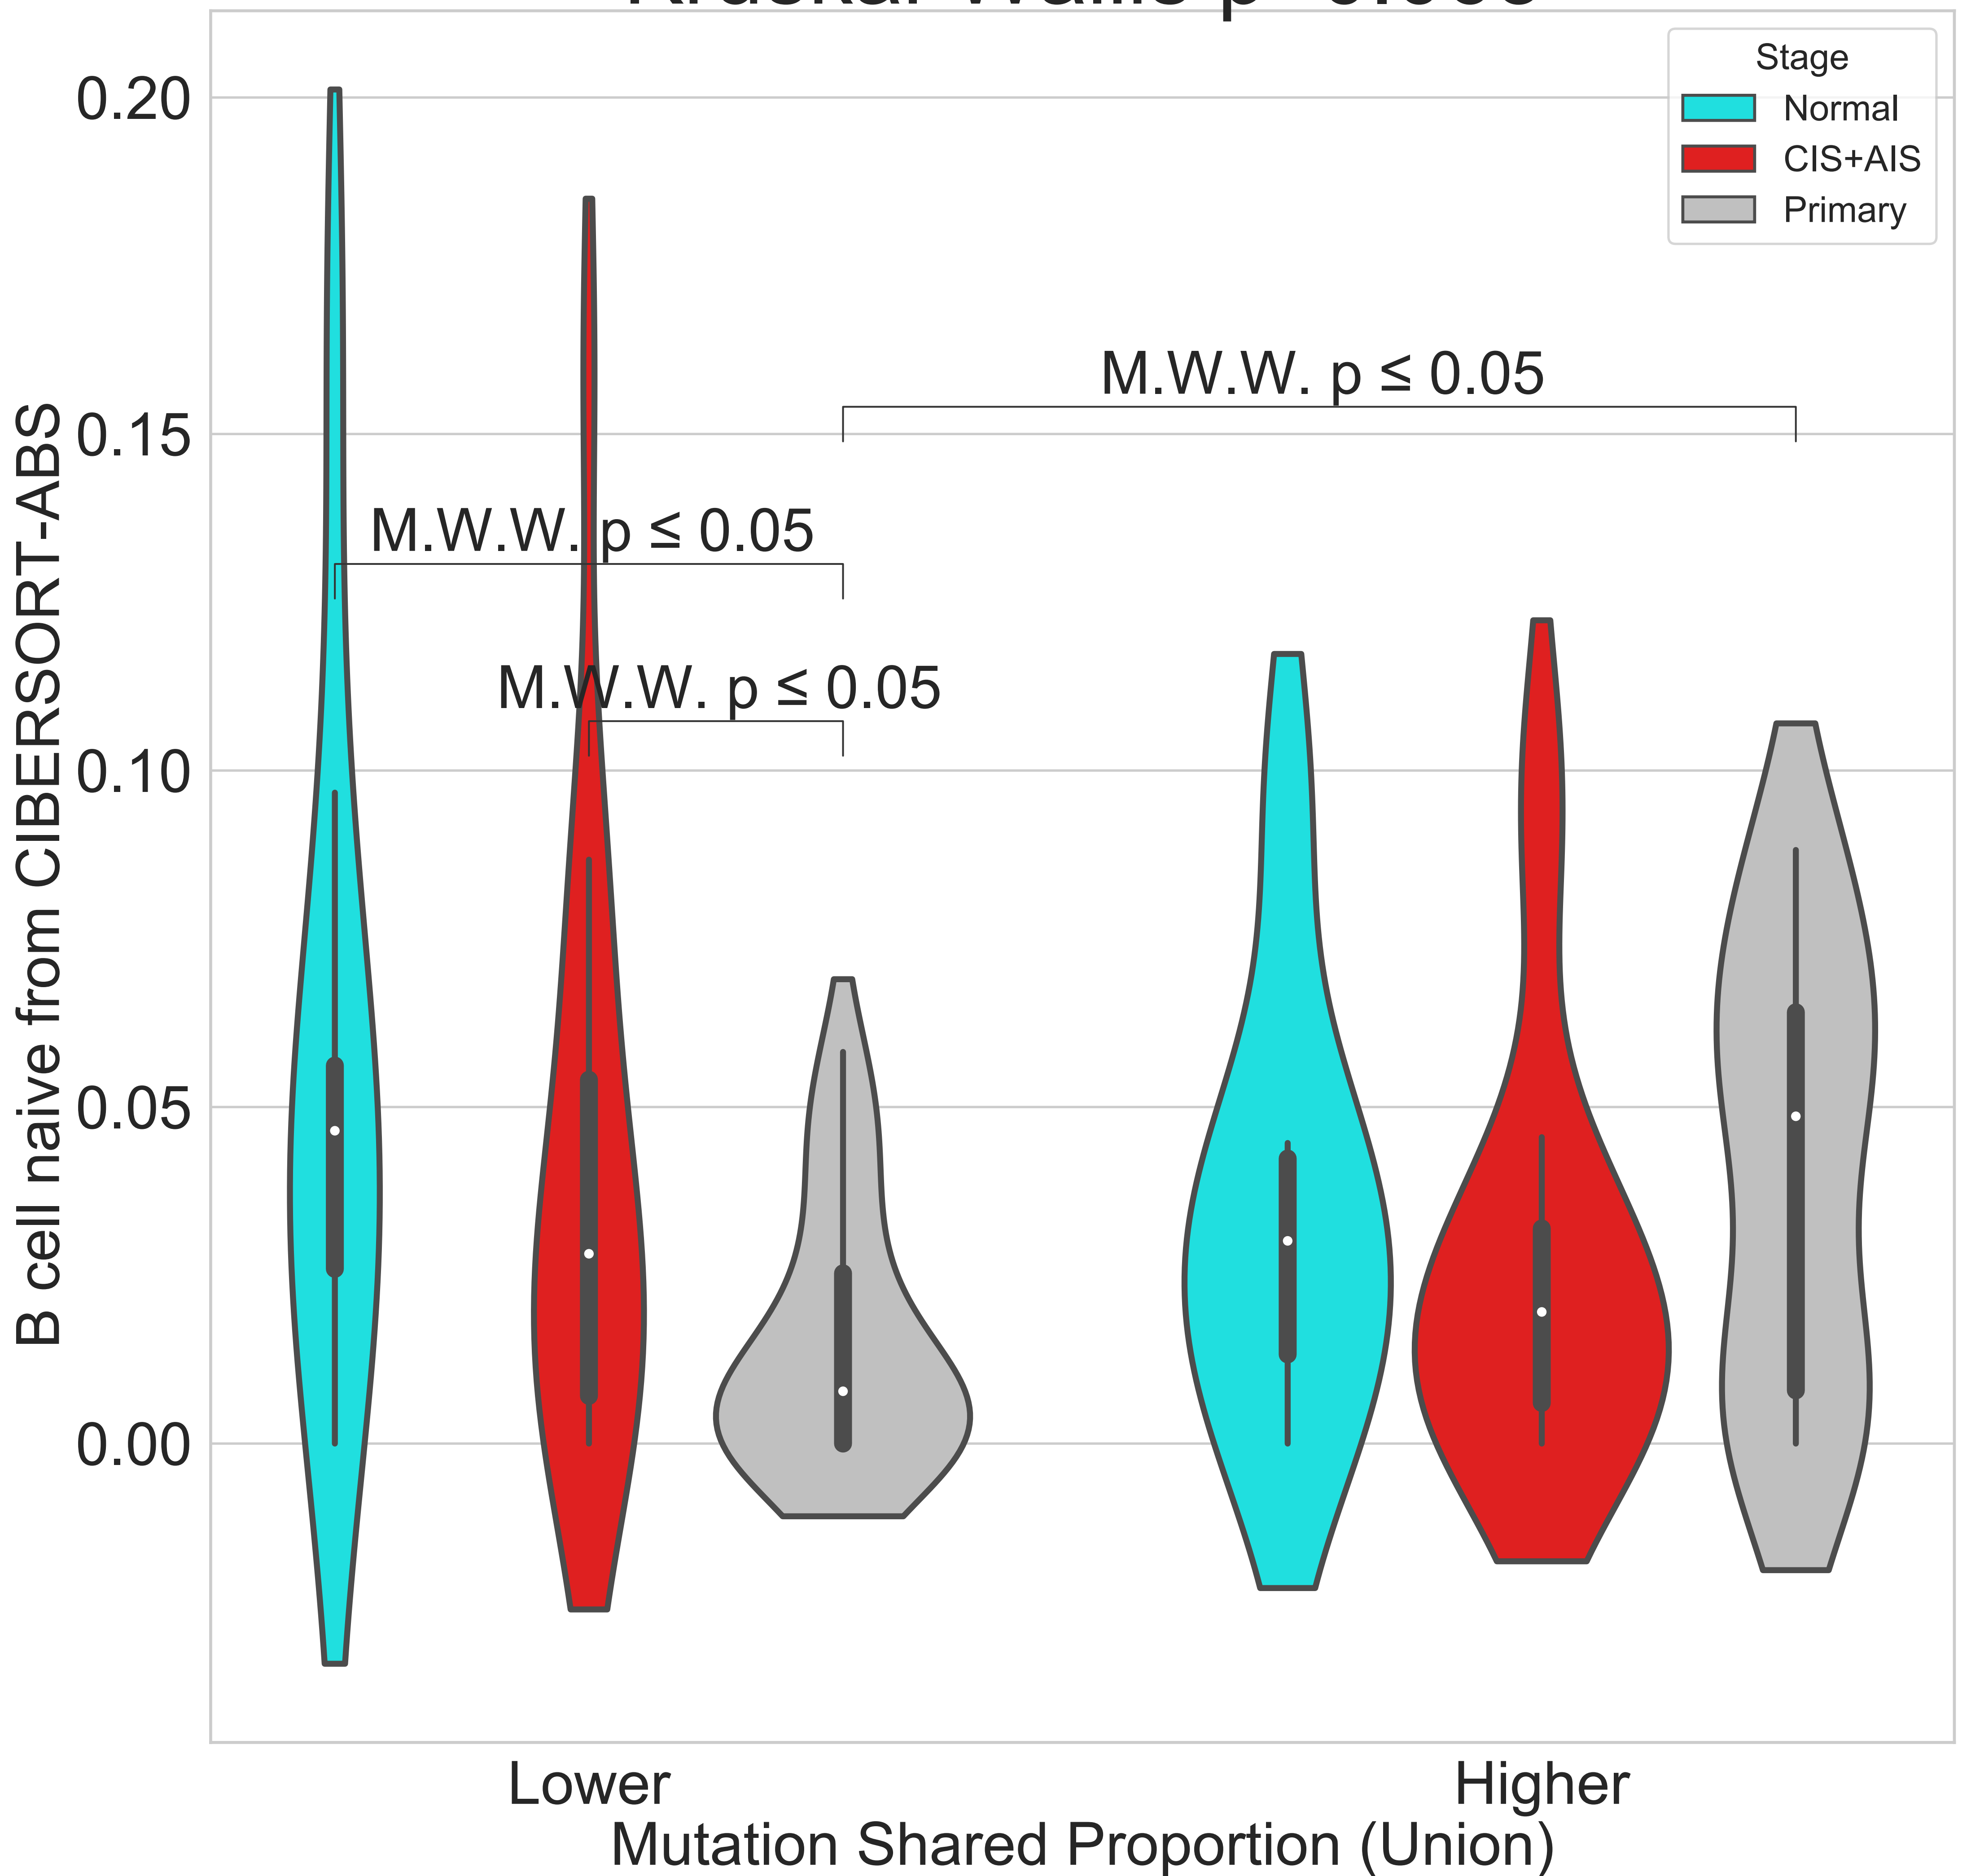 Stage
Normal
CIS+AIS
Primary
0.20
0.15
0.10
0.05
0.00
B cell naive from CIBERSORT-ABS
M.W.W. p ≤ 0.05
M.W.W. p ≤ 0.05
M.W.W. p ≤ 0.05
Lower
Higher
Mutation Shared Proportion (Union)